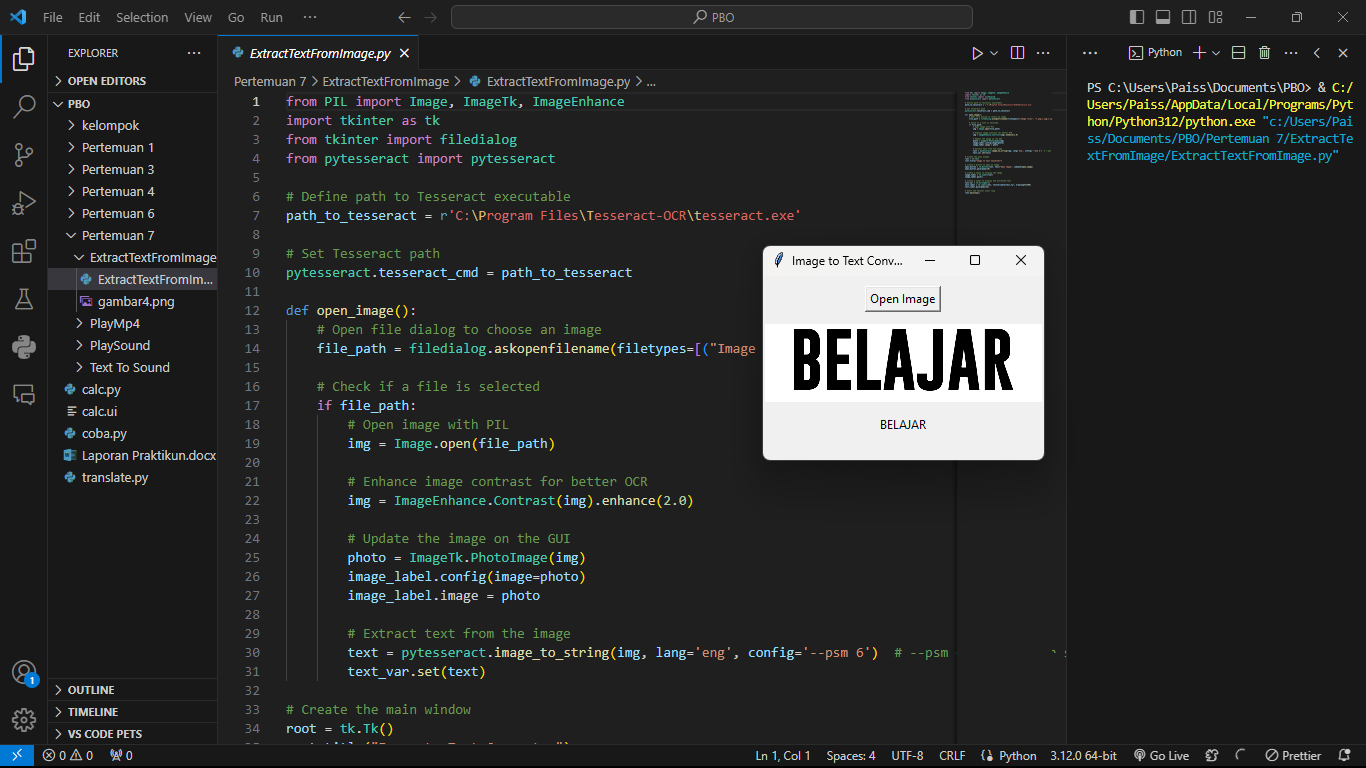 File Edit Selection View Go Run ···
PBO
EXPLORER ···
OPEN EDITORS
PBO
kelompok
Pertemuan 1
Pertemuan 3
Pertemuan 4
Pertemuan 6
Pertemuan 7
ExtractTextFromImage
ExtractTextFromIm...
gambar4.png
PlayMp4
PlaySound
Text To Sound
calc.py
calc.ui
coba.py
Laporan Praktikun.docx
translate.py
OUTLINE
TIMELINE
VS CODE PETS
ExtractTextFromImage.py
Pertemuan 7 > ExtractTextFromImage > ExtractTextFromImage.py > ...
1 from PIL import Image, ImageTk, ImageEnhance
2 import tkinter as tk
3 from tkinter import filedialog
4 from pytesseract import pytesseract
5
6 # Define path to Tesseract executable
7 path_to_tesseract = r'C:\Program Files\Tesseract-OCR\tesseract.exe'
8
9 # Set Tesseract path
10 pytesseract.tesseract_cmd = path_to_tesseract
11
12 def open_image():
13 # Open file dialog to choose an image
14 file_path = filedialog.askopenfilename(filetypes=[("Image
15
16 # Check if a file is selected
17 if file_path:
18 # Open image with PIL
19 img = Image.open(file_path)
20
21 # Enhance image contrast for better OCR
22 img = ImageEnhance.Contrast(img).enhance(2.0)
23
24 # Update the image on the GUI
25 photo = ImageTk.PhotoImage(img)
26 image_label.config(image=photo)
27 image_label.image = photo
28
29 # Extract text from the image
30 text = pytesseract.image_to_string(img, lang='eng', config='--psm 6') # --psm
31 text_var.set(text)
32
33 # Create the main window
34 root = tk.Tk()
Image to Text Conv...
Open Image
BELAJAR
BELAJAR
Python
PS C:\Users\Paiss\Documents\PBO> & C:/
Users/Paiss/AppData/Local/Programs/Pyt
hon/Python312/python.exe "c:/Users/Pai
ss/Documents/PBO/Pertemuan 7/ExtractTe
xtFromImage/ExtractTextFromImage.py"
1
0 0 0 Ln 1, Col 1 Spaces: 4 UTF-8 CRLF Python 3.12.0 64-bit Go Live Prettier